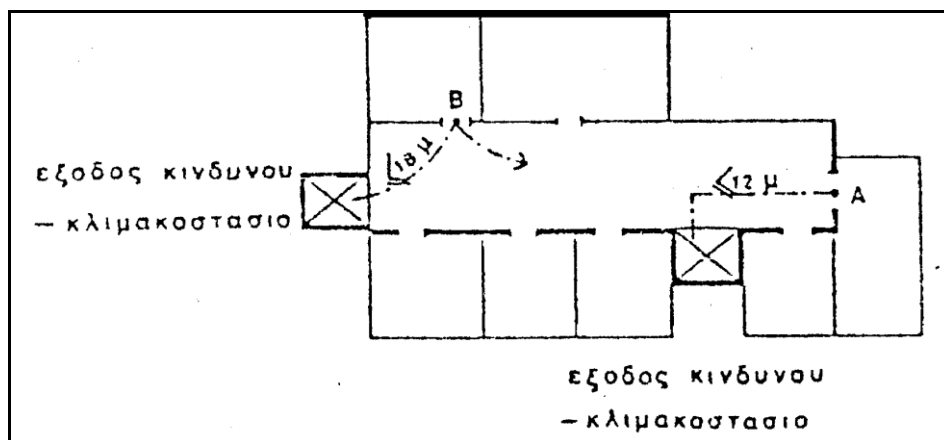 B
≤18 μ
εξοδος κινδυνου
– κλιμακοστασιο
≤12 μ
A
εξοδος κινδυνου
– κλιμακοστασιο